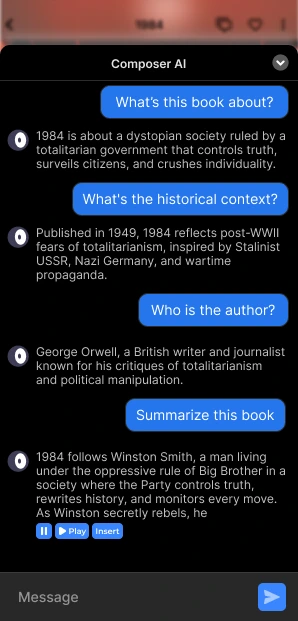 1984
Composer AI
What's this book about?
1984 is about a dystopian society ruled by a
totalitarian government that controls truth,
surveils citizens, and crushes individuality.
What's the historical context?
Published in 1949, 1984 reflects post-WWII
fears of totalitarianism, inspired by Stalinist
USSR, Nazi Germany, and wartime
propaganda.
Who is the author?
George Orwell, a British writer and journalist
known for his critiques of totalitarianism
and political manipulation.
Summarize this book
1984 follows Winston Smith, a man living
under the oppressive rule of Big Brother in a
society where the Party controls truth,
rewrites history, and monitors every move.
As Winston secretly rebels, he
Play Insert
Message